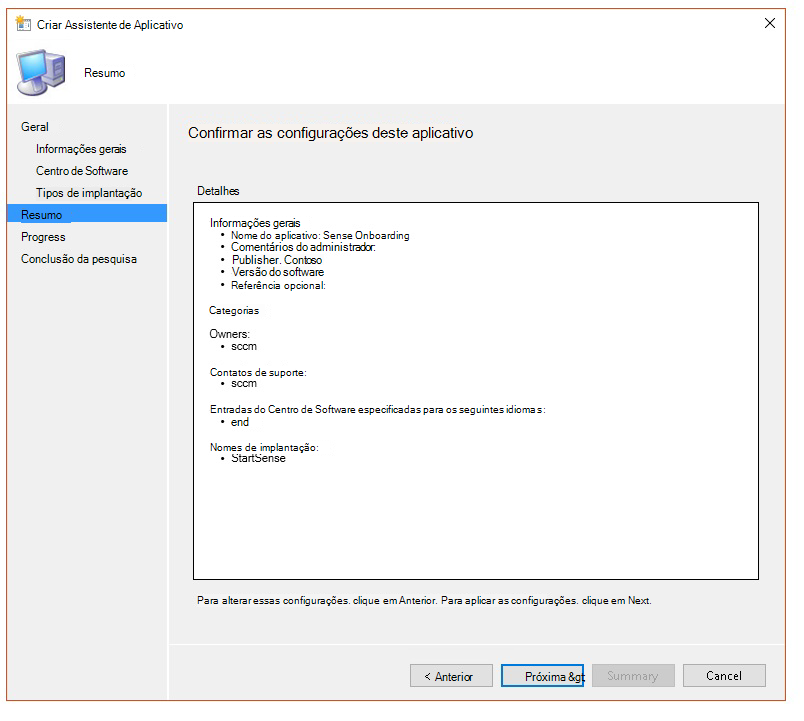 Criar Assistente de Aplicativo
Resumo
Geral
Informações gerais
Centro de Software
Tipos de implantação
Resumo
Progress
Conclusão da pesquisa
Confirmar as configurações deste aplicativo
Detalhes
Informações gerais
• Nome do aplicativo: Sense Onboarding
• Comentários do administrador:
• Publisher. Contoso
• Versão do software
• Referência opcional:
Categorias
Owners:
• sccm
Contatos de suporte:
• sccm
Entradas do Centro de Software especificadas para os seguintes idiomas:
• end
Nomes de implantação:
• StartSense
Para alterar essas configurações. clique em Anterior. Para aplicar as configurações. clique em Next.
< Anterior
Próxima &gt;
Summary
Cancel